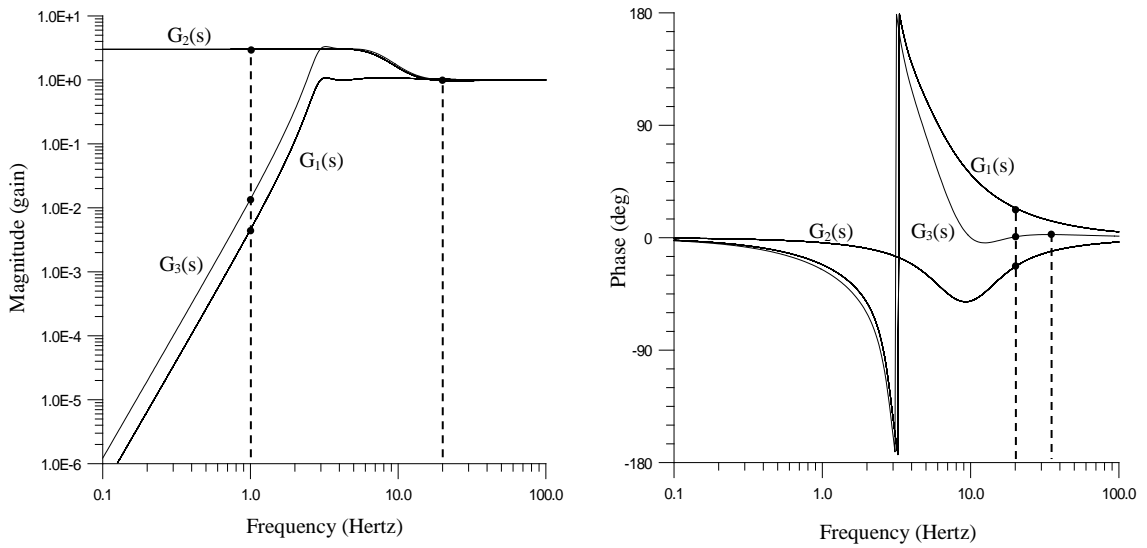 1.0E+1
1.0E+0
1.0E-1
1.0E-2
1.0E-3
1.0E-4
1.0E-5
1.0E-6
Magnitude (gain)
G2(s)
G1(s)
G3(s)
0.1
1.0
10.0
100.0
Frequency (Hertz)
180
90
0
-90
-180
Phase (deg)
G1(s)
G2(s)
G3(s)
0.1
1.0
10.0
100.0
Frequency (Hertz)